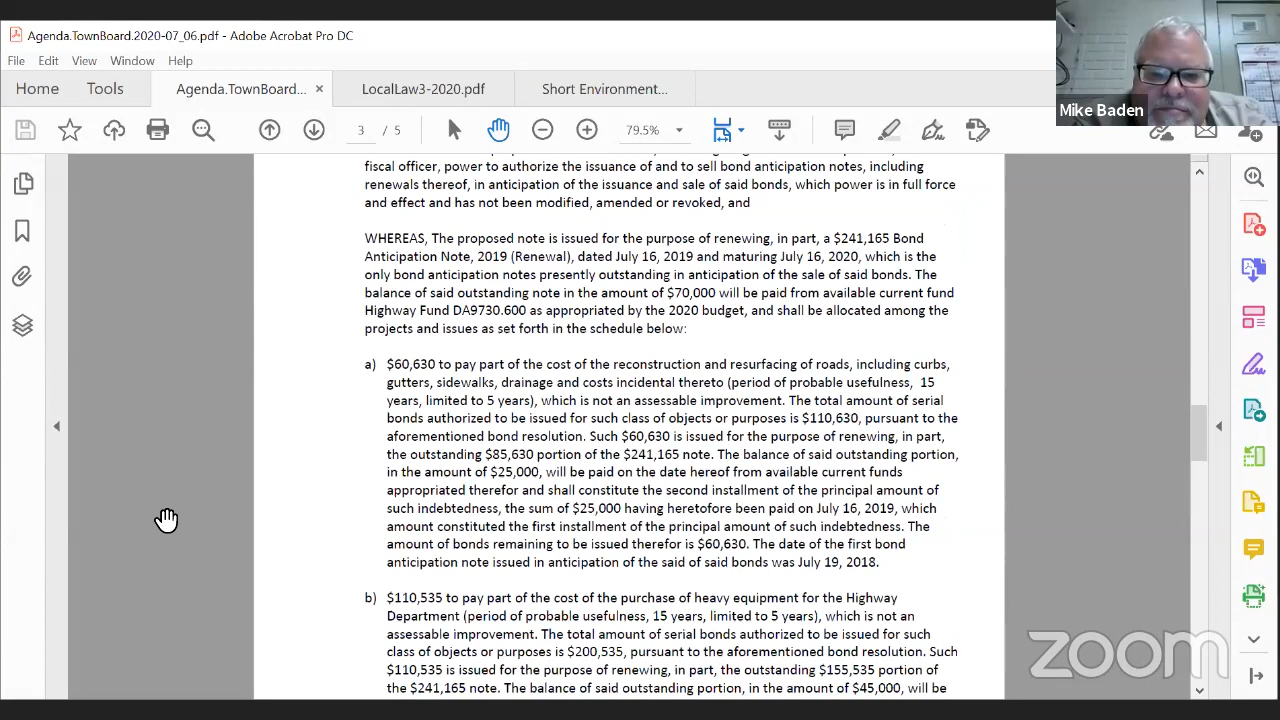 Agenda.TownBoard.2020-07_06.pdf - Adobe Acrobat Pro DC
File Edit View Window Help
Home Tools Agenda.TownBoard... × LocalLaw3-2020.pdf Short Environment...
3 / 5 79.5%
Mike Baden
fiscal officer, power to authorize the issuance of and to sell bond anticipation notes, including
renewals thereof, in anticipation of the issuance and sale of said bonds, which power is in full force
and effect and has not been modified, amended or revoked, and
WHEREAS, The proposed note is issued for the purpose of renewing, in part, a $241,165 Bond
Anticipation Note, 2019 (Renewal), dated July 16, 2019 and maturing July 16, 2020, which is the
only bond anticipation notes presently outstanding in anticipation of the sale of said bonds. The
balance of said outstanding note in the amount of $70,000 will be paid from available current fund
Highway Fund DA9730.600 as appropriated by the 2020 budget, and shall be allocated among the
projects and issues as set forth in the schedule below:
a) $60,630 to pay part of the cost of the reconstruction and resurfacing of roads, including curbs,
gutters, sidewalks, drainage and costs incidental thereto (period of probable usefulness, 15
years, limited to 5 years), which is not an assessable improvement. The total amount of serial
bonds authorized to be issued for such class of objects or purposes is $110,630, pursuant to the
aforementioned bond resolution. Such $60,630 is issued for the purpose of renewing, in part,
the outstanding $85,630 portion of the $241,165 note. The balance of said outstanding portion,
in the amount of $25,000, will be paid on the date hereof from available current funds
appropriated therefor and shall constitute the second installment of the principal amount of
such indebtedness, the sum of $25,000 having heretofore been paid on July 16, 2019, which
amount constituted the first installment of the principal amount of such indebtedness. The
amount of bonds remaining to be issued therefor is $60,630. The date of the first bond
anticipation note issued in anticipation of the said of said bonds was July 19, 2018.
b) $110,535 to pay part of the cost of the purchase of heavy equipment for the Highway
Department (period of probable usefulness, 15 years, limited to 5 years), which is not an
assessable improvement. The total amount of serial bonds authorized to be issued for such
class of objects or purposes is $200,535, pursuant to the aforementioned bond resolution. Such
$110,535 is issued for the purpose of renewing, in part, the outstanding $155,535 portion of
the $241,165 note. The balance of said outstanding portion, in the amount of $45,000, will be
zoom